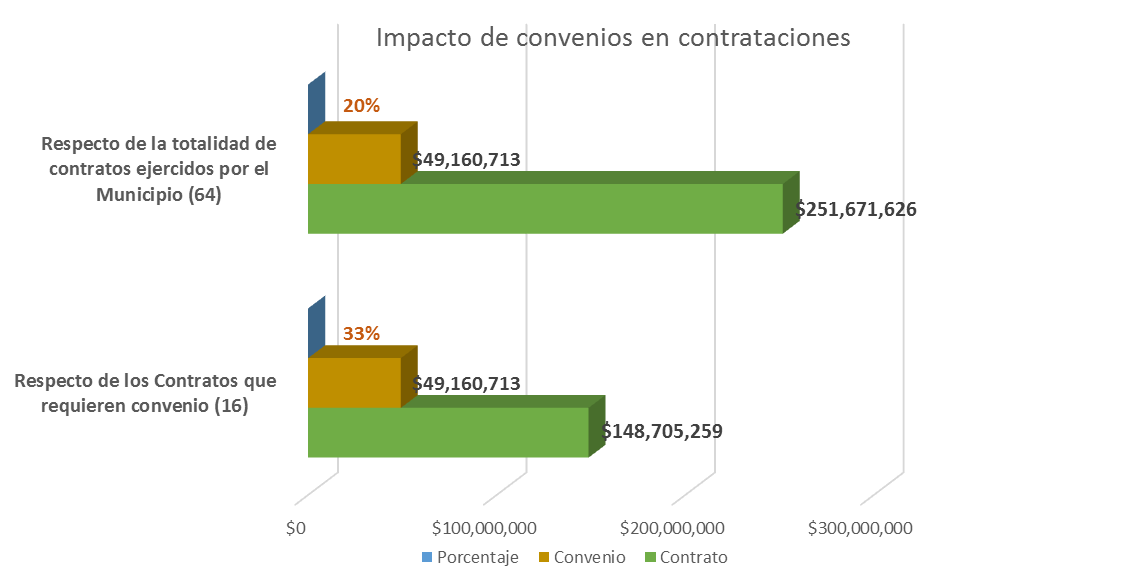 Impacto de convenios en contrataciones
20%
Respecto de la totalidad de
contratos ejercidos por el
Municipio (64)
$49,160,713
$251,671,626
33%
Respecto de los Contratos que
requieren convenio (16)
$49,160,713
$148,705,259
$0 $100,000,000 $200,000,000 $300,000,000
Porcentaje Convenio Contrato